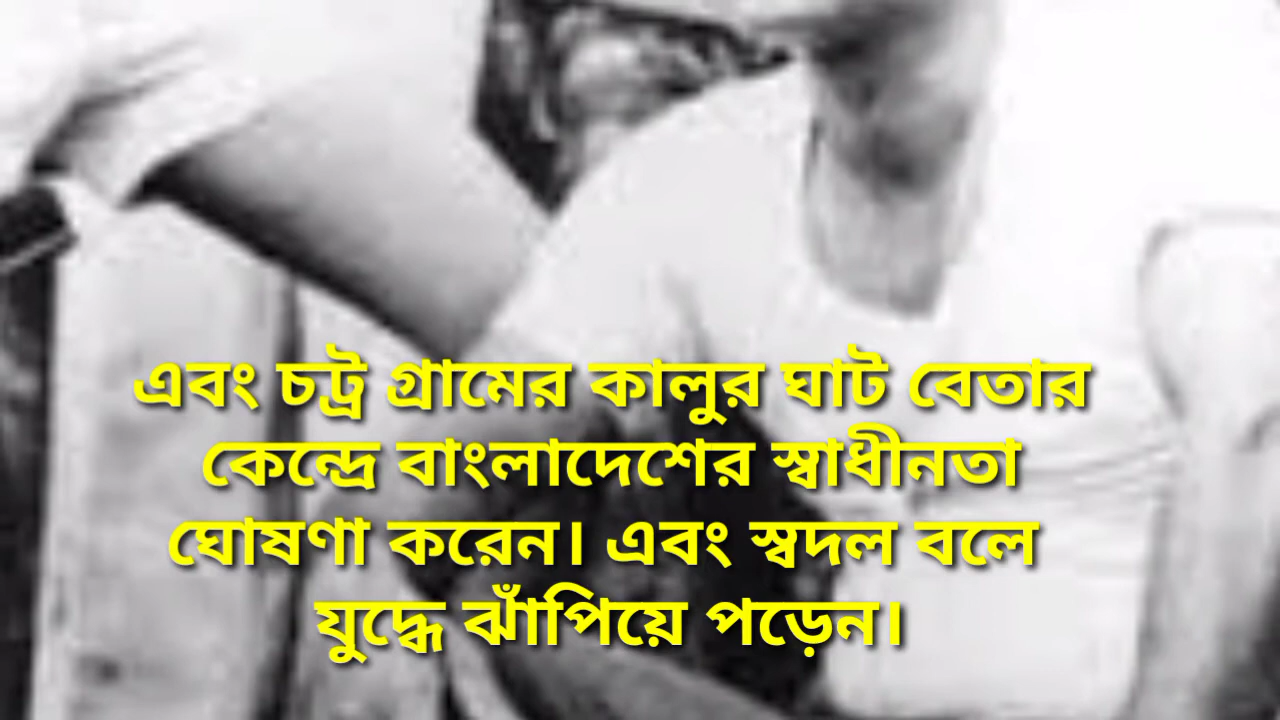 এবং চট্র গ্রামের কালুর ঘাট বেতার
কেন্দ্রে বাংলাদেশের স্বাধীনতা
ঘোষণা করেন। এবং স্বদল বলে
যুদ্ধে ঝাঁপিয়ে পড়েন।